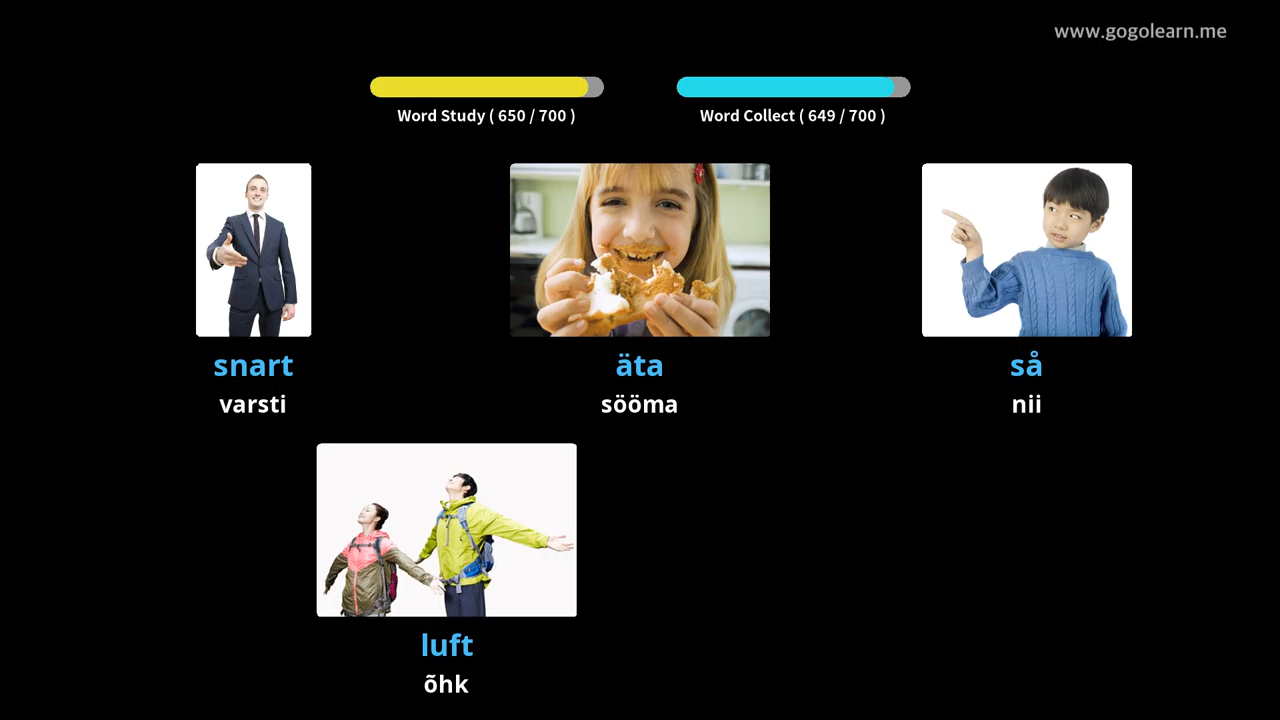 www.gogolearn.me
Word Study ( 650 / 700 )
Word Collect ( 649 / 700 )
snart
varsti
äta
sööma
så
nii
luft
õhk